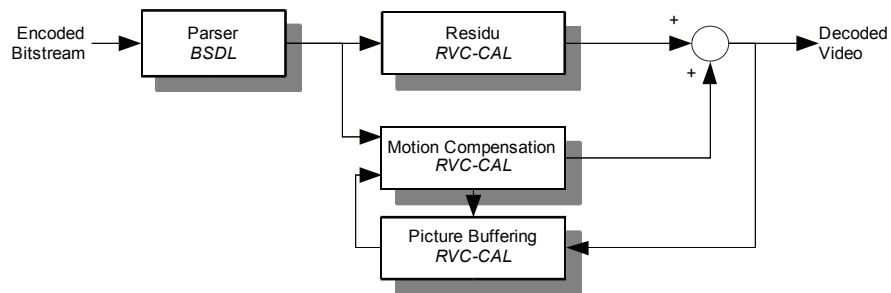 Encoded
Bitstream
Parser
BSDL
Residu
RVC-CAL
+
+
Decoded
Video
Motion Compensation
RVC-CAL
Picture Buffering
RVC-CAL